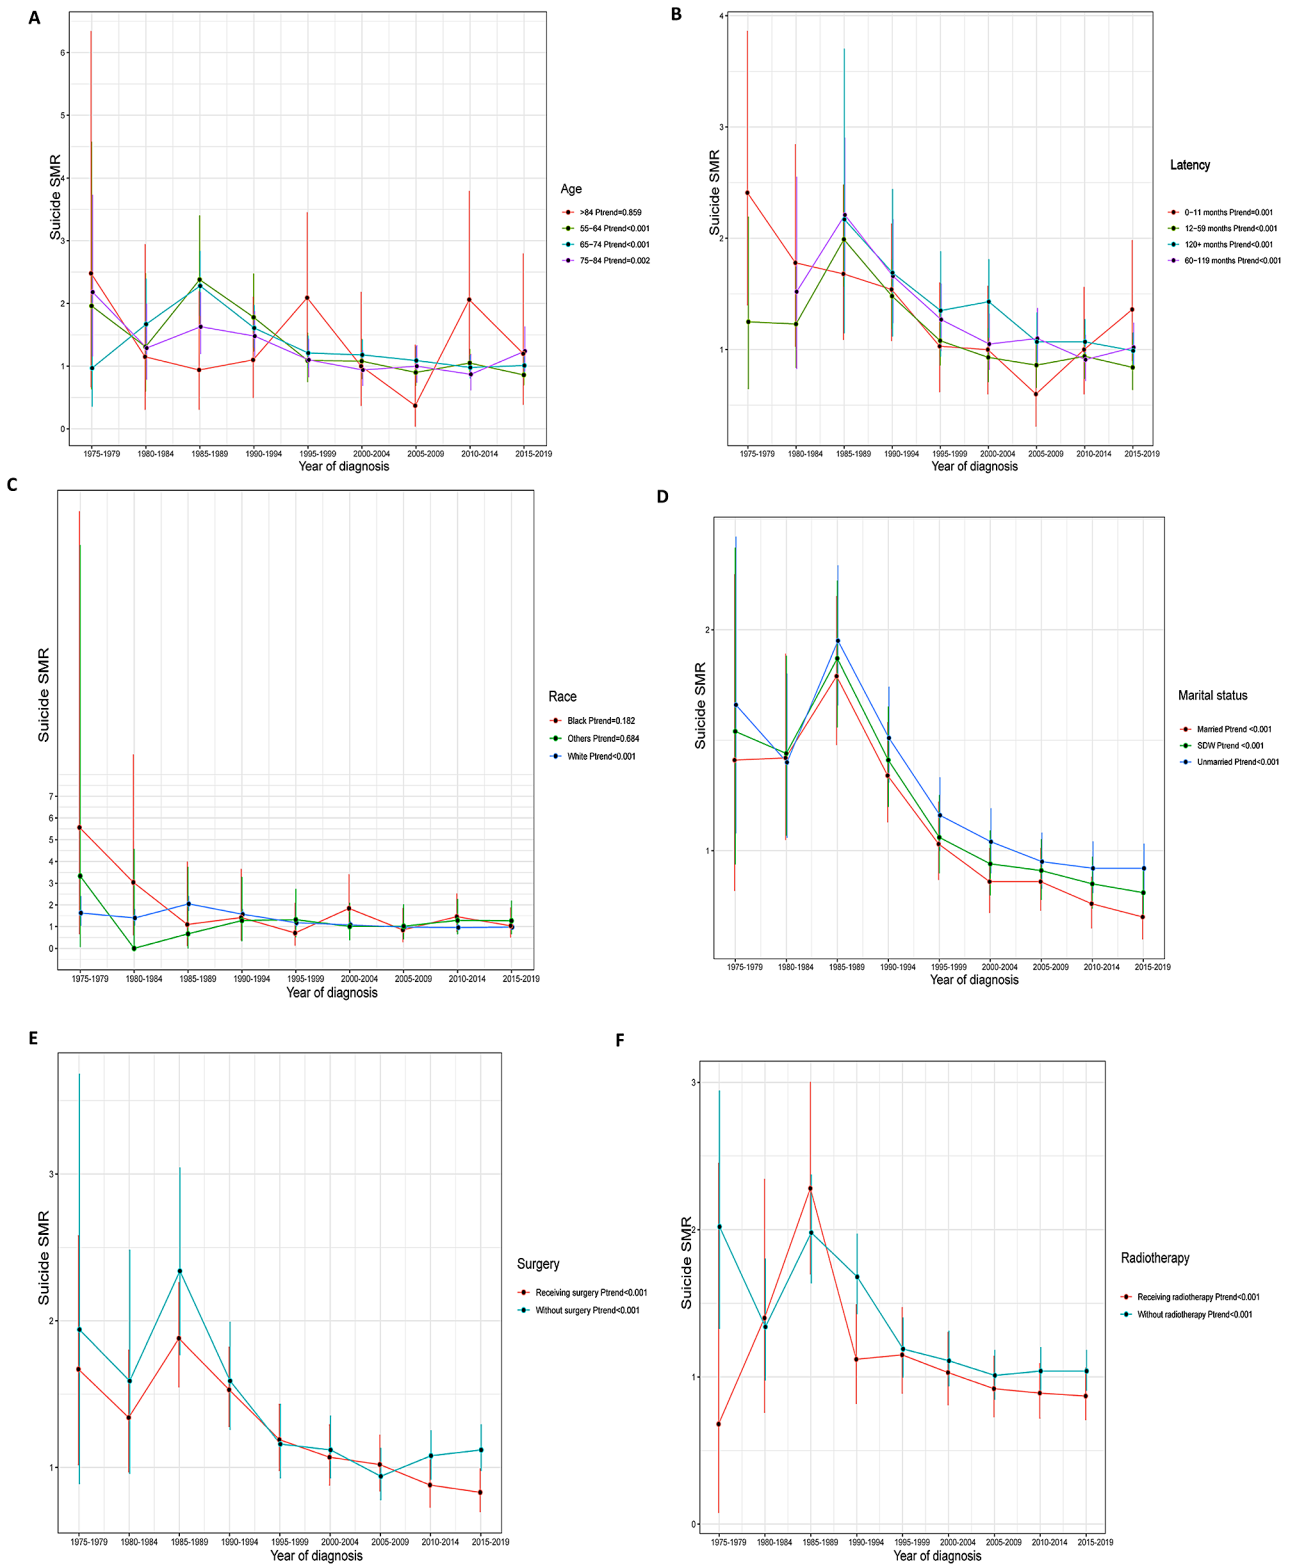 A
Suicide SMR
6
5
4
3
2
1
0
1975-1979 1980-1984 1985-1989 1990-1994 1995-1999 2000-2004 2005-2009 2010-2014 2015-2019
Year of diagnosis
Age
>84 Ptrend=0.859
55-64 Ptrend<0.001
65-74 Ptrend<0.001
75-84 Ptrend=0.002
B
Suicide SMR
4
3
2
1
1975-1979 1980-1984 1985-1989 1990-1994 1995-1999 2000-2004 2005-2009 2010-2014 2015-2019
Year of diagnosis
Latency
0-11 months Ptrend=0.001
12-59 months Ptrend<0.001
120+ months Ptrend<0.001
60-119 months Ptrend<0.001
C
Suicide SMR
7
6
5
4
3
2
1
0
1975-1979 1980-1984 1985-1989 1990-1994 1995-1999 2000-2004 2005-2009 2010-2014 2015-2019
Year of diagnosis
Race
Black Ptrend=0.182
Others Ptrend=0.684
White Ptrend<0.001
D
Suicide SMR
2
1
1975-1979 1980-1984 1985-1989 1990-1994 1995-1999 2000-2004 2005-2009 2010-2014 2015-2019
Year of diagnosis
Marital status
Married Ptrend <0.001
SDW Ptrend <0.001
Unmarried Ptrend<0.001
E
Suicide SMR
3
2
1
1975-1979 1980-1984 1985-1989 1990-1994 1995-1999 2000-2004 2005-2009 2010-2014 2015-2019
Year of diagnosis
Surgery
Receiving surgery Ptrend<0.001
Without surgery Ptrend<0.001
F
Suicide SMR
3
2
1
0
1975-1979 1980-1984 1985-1989 1990-1994 1995-1999 2000-2004 2005-2009 2010-2014 2015-2019
Year of diagnosis
Radiotherapy
Receiving radiotherapy Ptrend<0.001
Without radiotherapy Ptrend<0.001